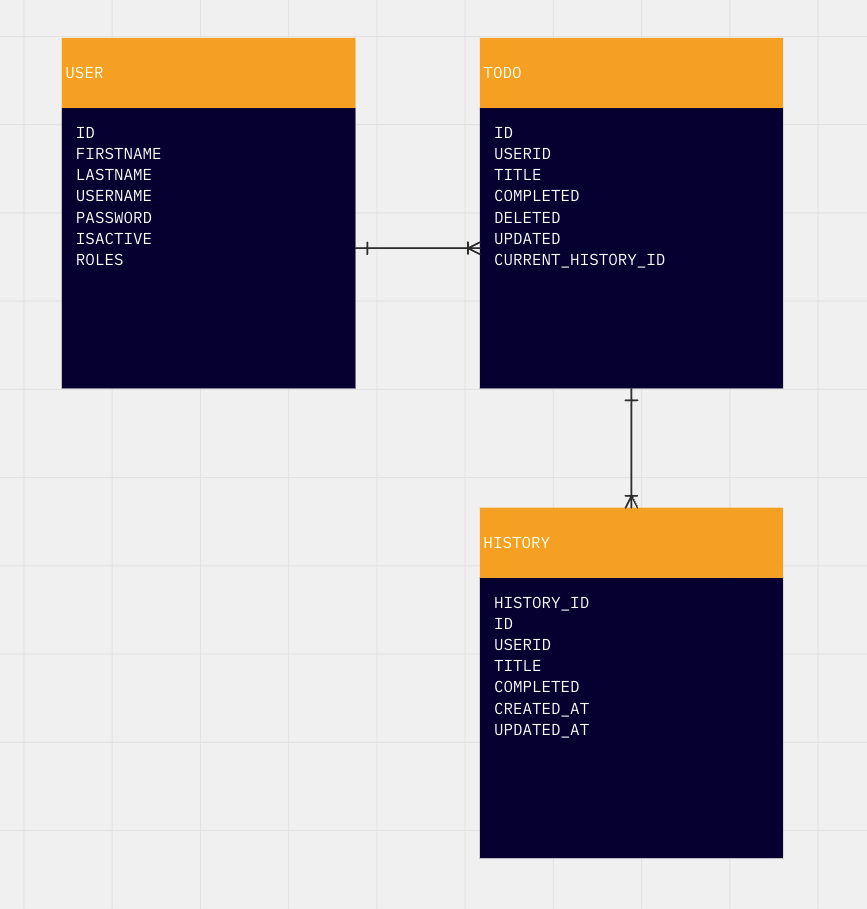 USER
ID
FIRSTNAME
LASTNAME
USERNAME
PASSWORD
ISACTIVE
ROLES
TODO
ID
USERID
TITLE
COMPLETED
DELETED
UPDATED
CURRENT_HISTORY_ID
HISTORY
HISTORY_ID
ID
USERID
TITLE
COMPLETED
CREATED_AT
UPDATED_AT